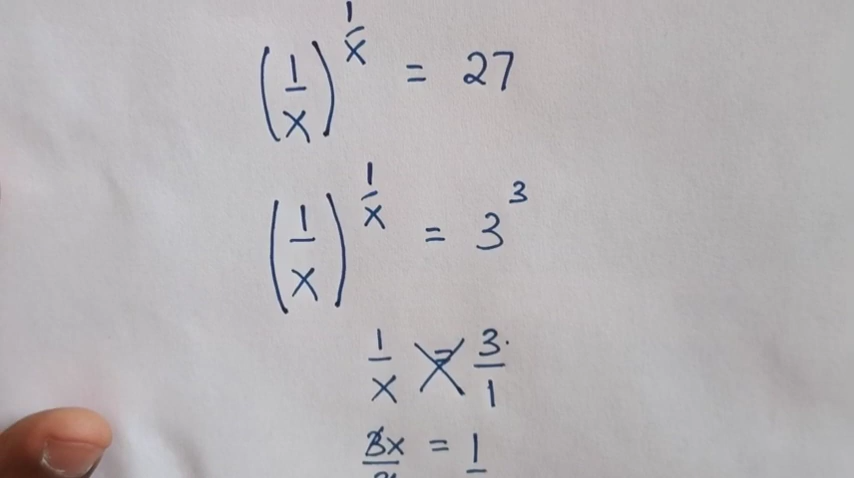 (1/x)^(1/x) = 27
(1/x)^(1/x) = 3^3
1/x = 3/1
3x = 1